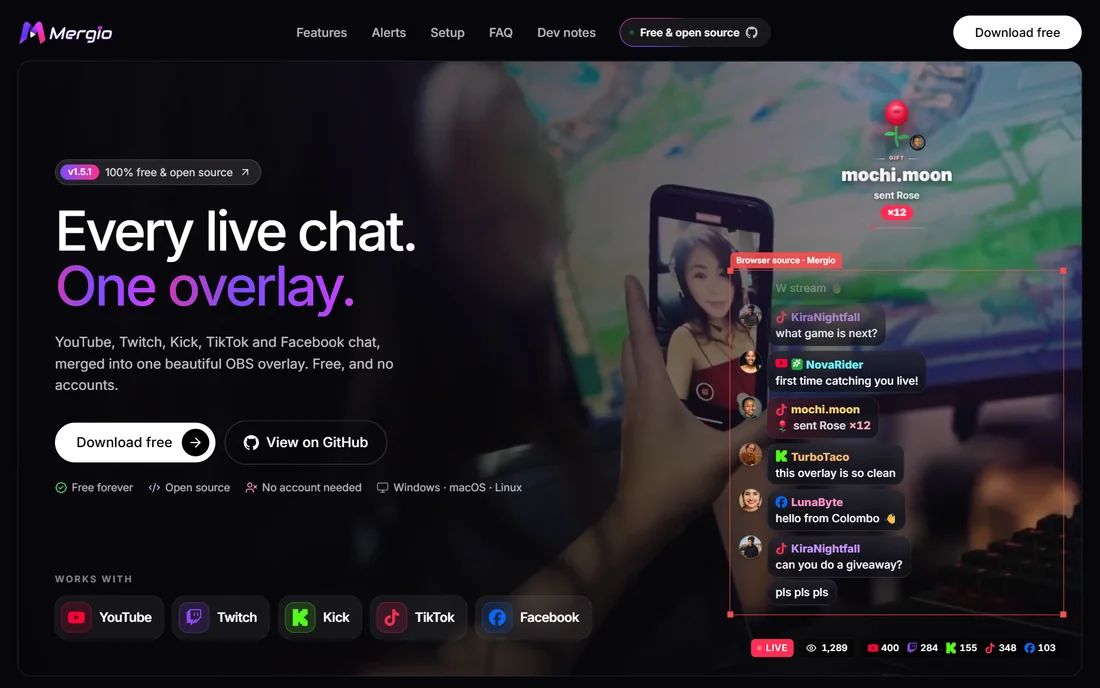 Mergio
Features
Alerts
Setup
FAQ
Dev notes
Free & open source
Download free
v1.5.1 100% free & open source
Every live chat.
One overlay.
YouTube, Twitch, Kick, TikTok and Facebook chat,
merged into one beautiful OBS overlay. Free, and no
accounts.
Download free
View on GitHub
Free forever
Open source
No account needed
Windows · macOS · Linux
WORKS WITH
YouTube
Twitch
Kick
TikTok
Facebook
GIFT
mochi.moon
sent Rose
×12
Browser source · Mergio
W stream
KiraNightfall
what game is next?
NovaRider
first time catching you live!
mochi.moon
sent Rose ×12
TurboTaco
this overlay is so clean
LunaByte
hello from Colombo 👋
KiraNightfall
can you do a giveaway?
pls pls pls
LIVE
1,289
400
284
155
348
103